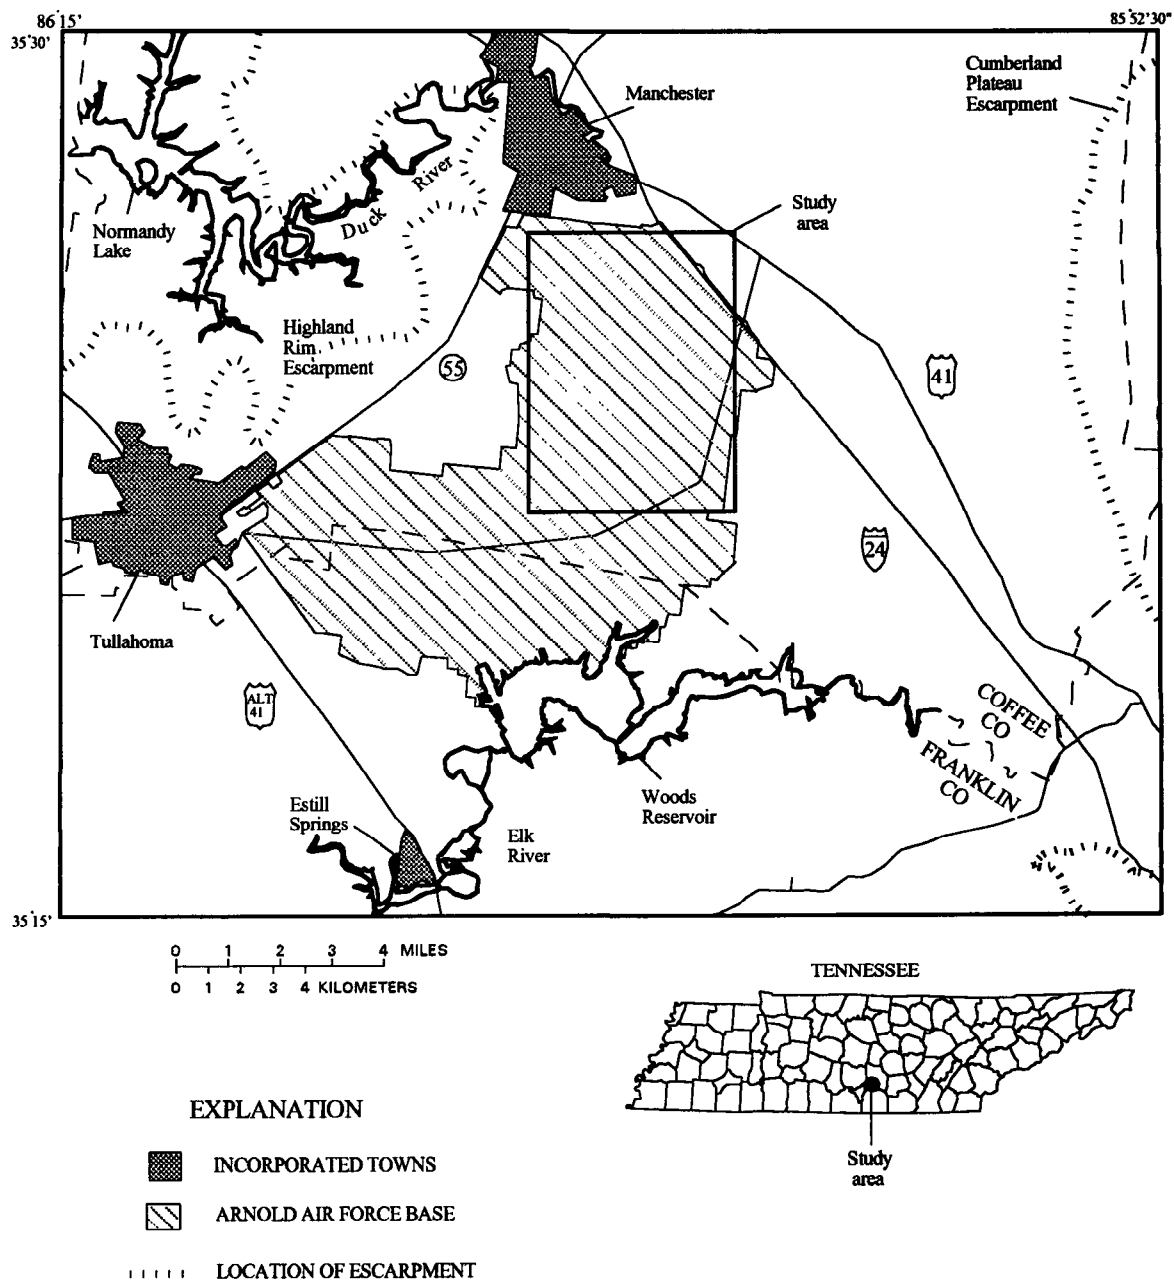 86°15'
85°52'30"
35°30'
Cumberland
Plateau
Escarpment
Manchester
Duck River
Study
area
Normandy
Lake
Highland
Rim
Escarpment
55
41
24
Tullahoma
ALT
41
COFFEE
CO
FRANKLIN
CO
Woods
Reservoir
Estill
Springs
Elk
River
35°15'
0 1 2 3 4 MILES
0 1 2 3 4 KILOMETERS
TENNESSEE
Study
area
EXPLANATION
INCORPORATED TOWNS
ARNOLD AIR FORCE BASE
LOCATION OF ESCARPMENT